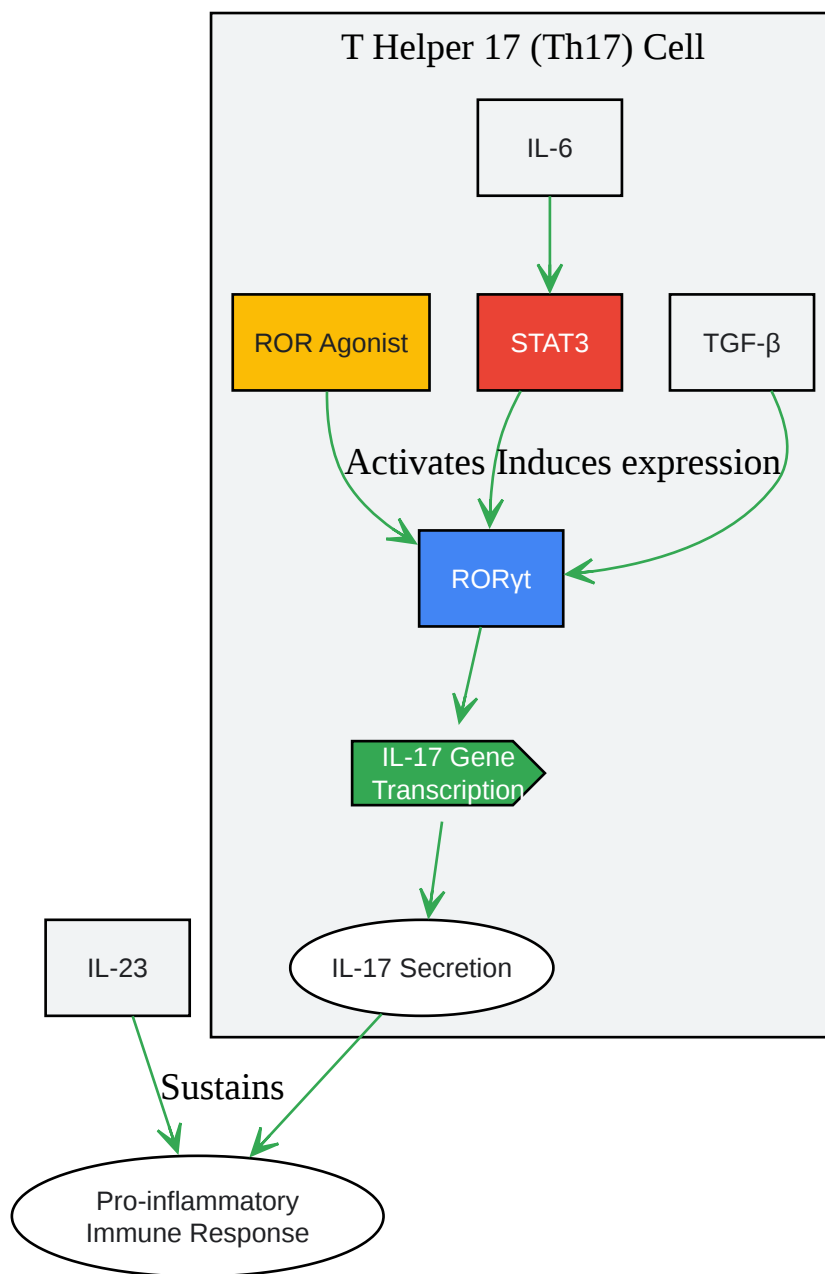 T Helper 17 (Th17) Cell
IL-6
ROR Agonist
STAT3
TGF-β
Activates
Induces expression
RORγt
IL-17 Gene
Transcription
IL-23
IL-17 Secretion
Sustains
Pro-inflammatory
Immune Response